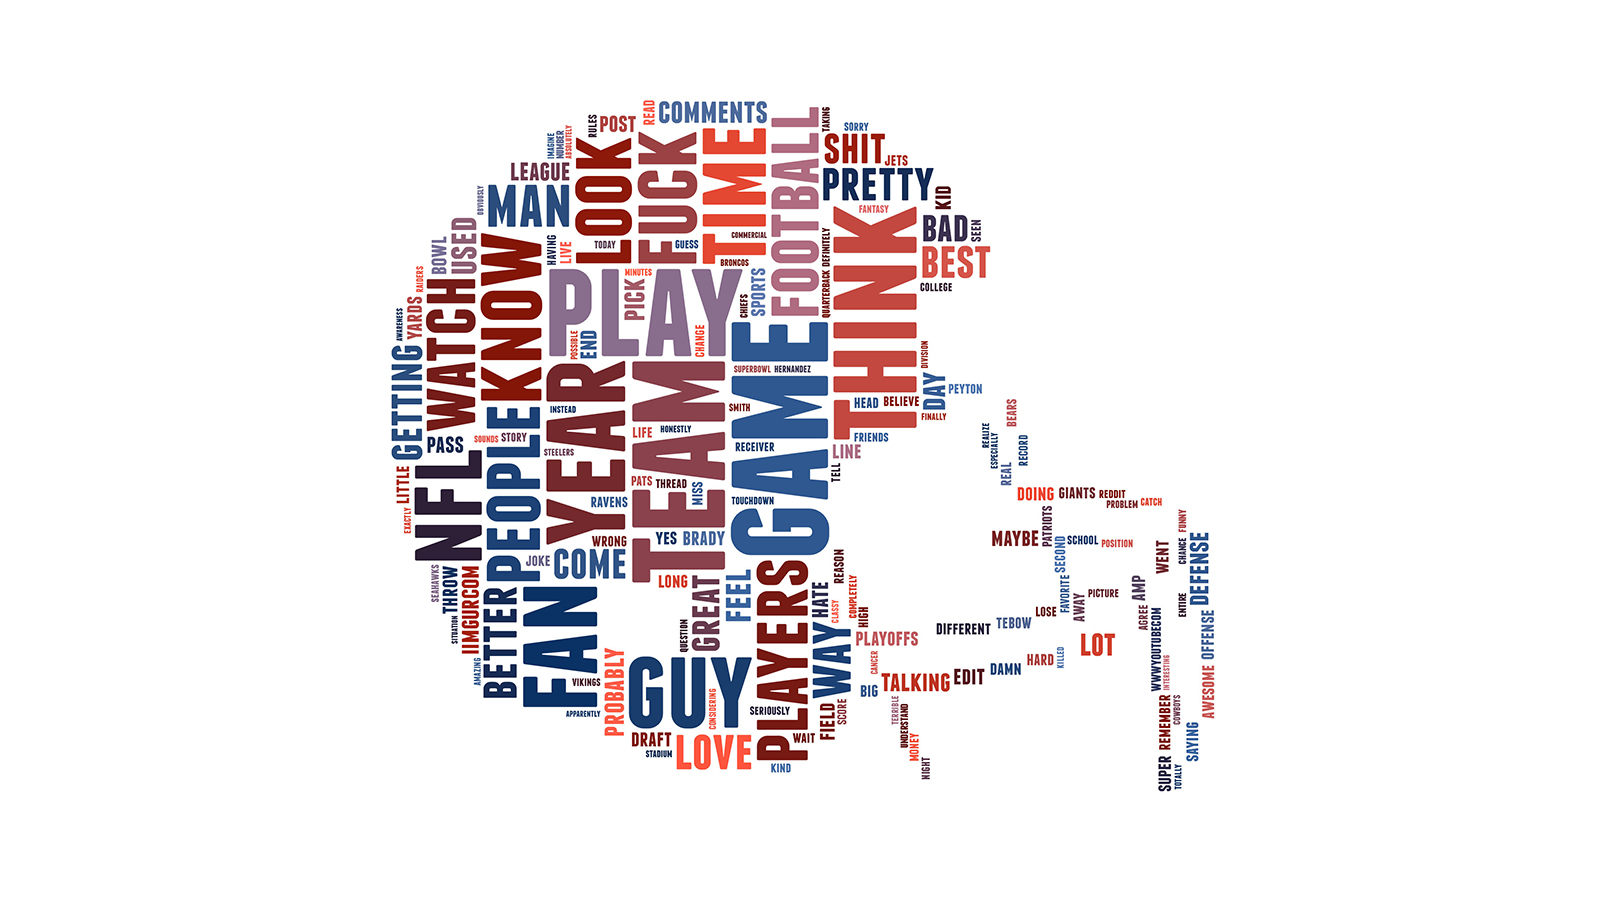 COMMENTS
READ
POST
RULES
TAKING
SORRY
IMAGINE
NUMBER
ABSOLUTELY
LEAGUE
LOOK
FUCK
TIME
FOOTBALL
SHIT
JETS
PRETTY
KID
OBVIOUSLY
MAN
FANTASY
THINK
BAD
SEEN
BEST
COLLEGE
BOWL
USED
HAVING
LIVE
TODAY
GUESS
COMMERCIAL
BRONCOS
DEFINITELY
QUARTERBACK
RAIDERS
AWARENESS
YARDS
WATCH
KNOW
PLAY
MINUTES
PICK
CHIEFS
SPORTS
POSSIBLE
END
CHANGE
GAME
DIVISION
GETTING
SUPERBOWL
HERNANDEZ
DAY
PEYTON
HEAD
BELIEVE
FINALLY
FRIENDS
PASS
SOUNDS
STORY
PEOPLE
INSTEAD
YEAR
STEELERS
TEAM
LIFE
HONESTLY
SMITH
RECEIVER
LINE
TELL
REALIZE
ESPECIALLY
BEARS
RECORD
REAL
LITTLE
EXACTLY
NFL
RAVENS
PATS
THREAD
MISS
TOUCHDOWN
DOING
GIANTS
REDDIT
PROBLEM
CATCH
WRONG
YES
BRADY
JOKE
COME
LONG
MAYBE
PATRIOTS
SECOND
SCHOOL
POSITION
FUNNY
CHANCE
WENT
DEFENSE
SEAHAWKS
THROW
SITUATION
IIMGURCOM
AMAZING
BETTER
FAN
VIKINGS
APPARENTLY
PROBABLY
QUESTION
GREAT
FEEL
PLAYERS
HATE
REASON
CLASSY
COMPLETELY
HIGH
WAY
PLAYOFFS
DIFFERENT
TEBOW
LOSE
FAVORITE
AWAY
PICTURE
AMP
AGREE
ENTIRE
OFFENSE
GUY
CONSIDERING
SERIOUSLY
CANCER
BIG
TALKING
EDIT
DAMN
HARD
KILLED
LOT
WWWYOUTUBECOM
INTERESTING
AWESOME
DRAFT
STADIUM
LOVE
KIND
WAIT
FIELD
SCORE
TERRIBLE
UNDERSTAND
MONEY
NIGHT
REMEMBER
COWBOYS
SAYING
SUPER
TOTALLY